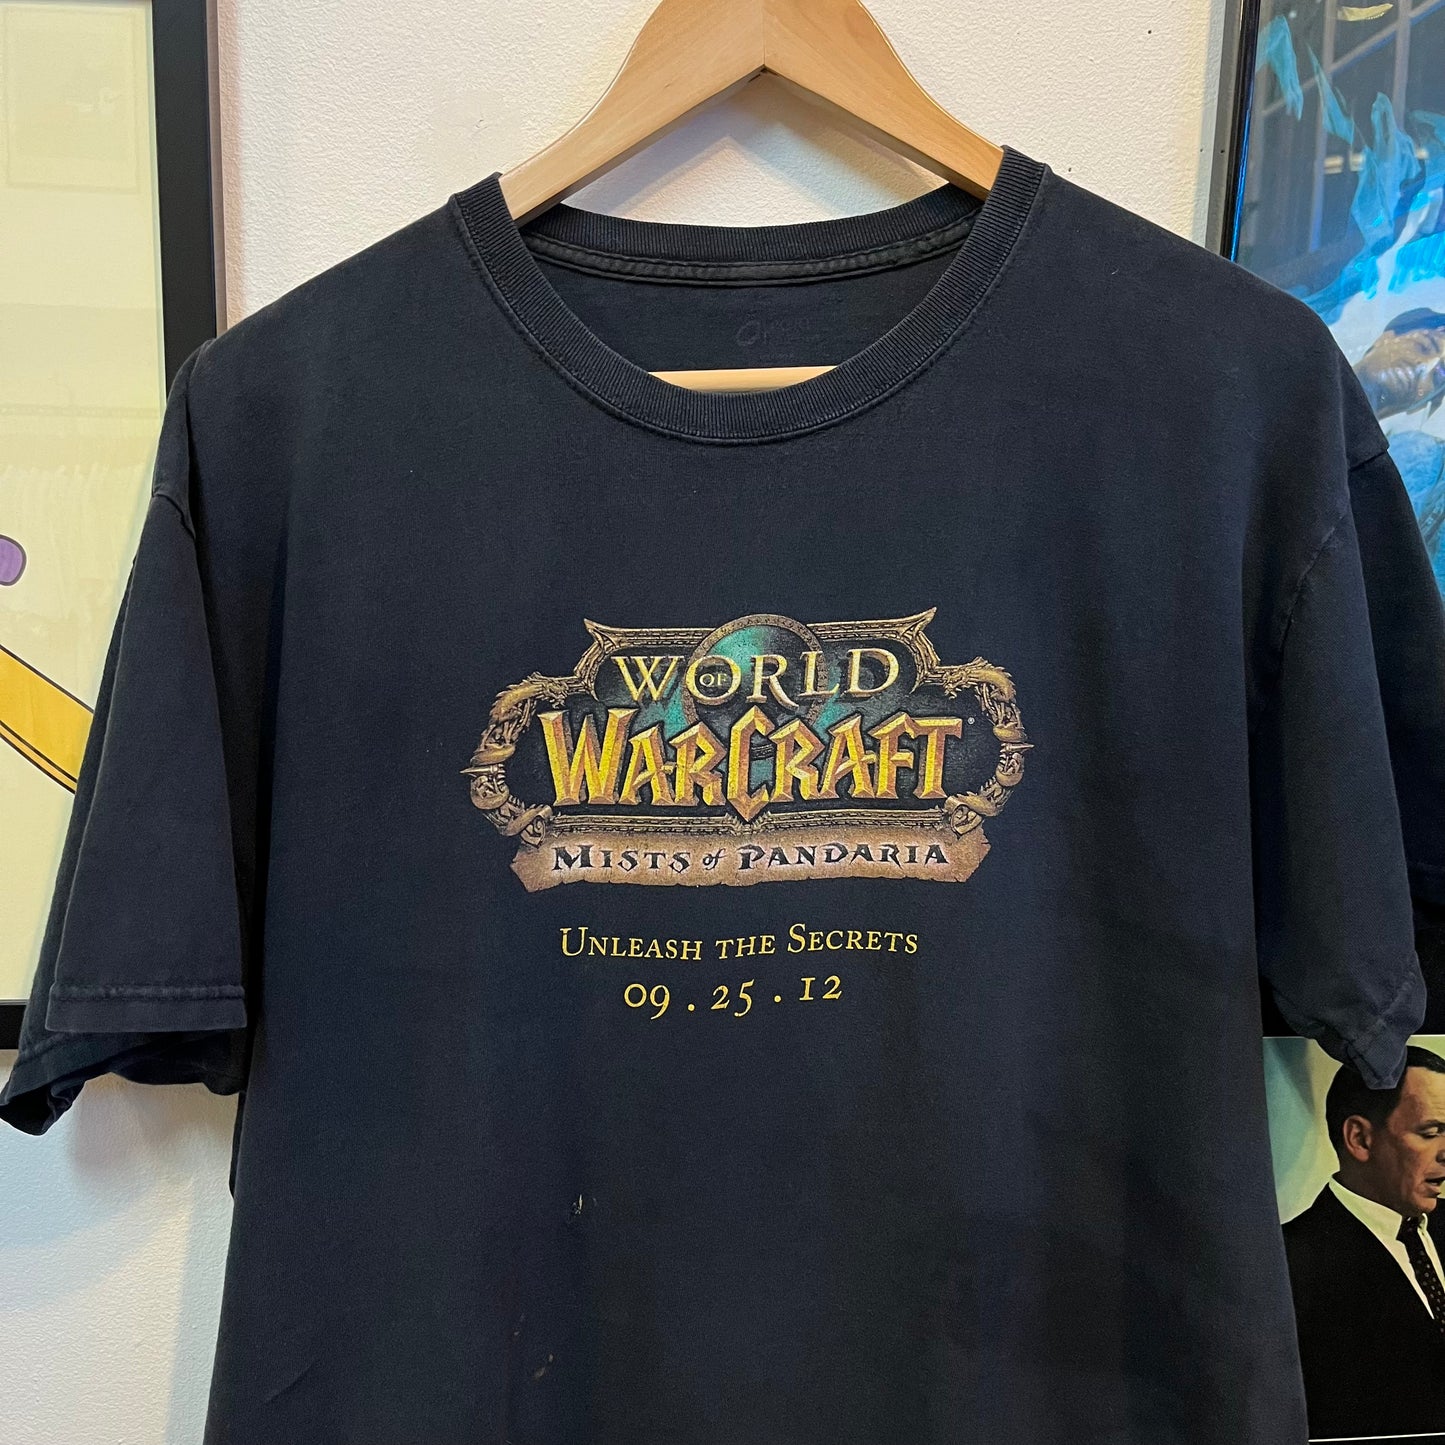 WORLD OF
WARCRAFT®
MISTS of PANDARIA
UNLEASH THE SECRETS
09.25.12